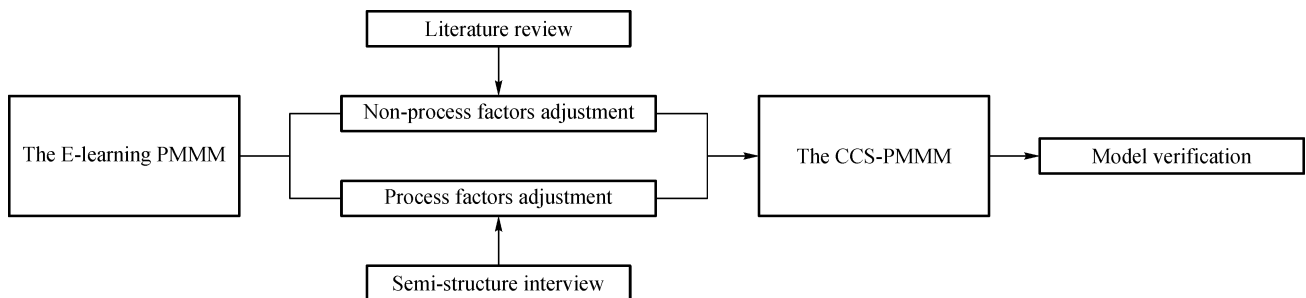 Literature review
Non-process factors adjustment
The E-learning PMMM
The CCS-PMMM
Model verification
Process factors adjustment
Semi-structure interview